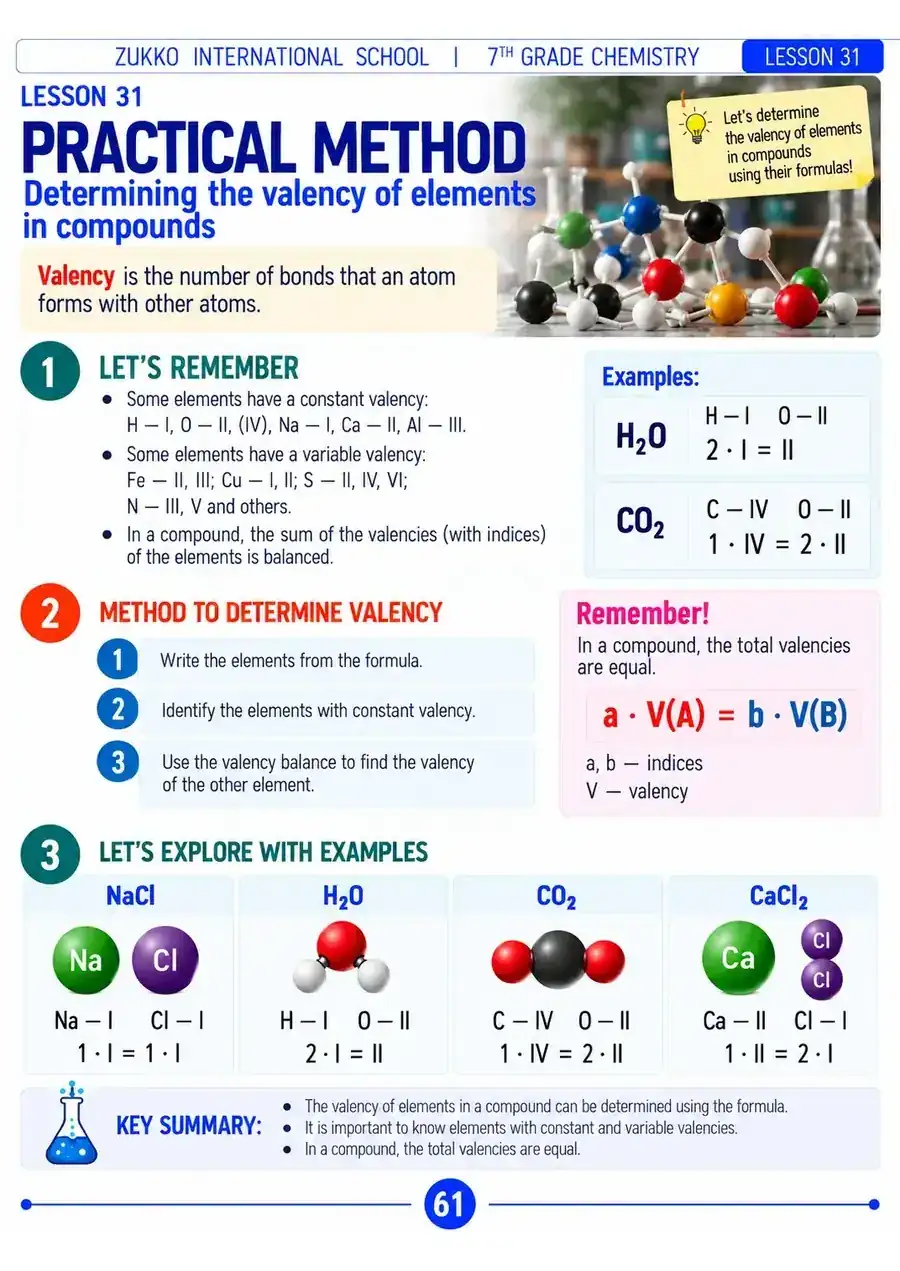 ZUKKO INTERNATIONAL SCHOOL | 7TH GRADE CHEMISTRY LESSON 31
LESSON 31
PRACTICAL METHOD
Determining the valency of elements
in compounds
Let's determine
the valency of elements
in compounds
using their formulas!
Valency is the number of bonds that an atom
forms with other atoms.
1 LET'S REMEMBER
• Some elements have a constant valency:
H — I, O — II, (IV), Na — I, Ca — II, Al — III.
• Some elements have a variable valency:
Fe — II, III; Cu — I, II; S — II, IV, VI;
N — III, V and others.
• In a compound, the sum of the valencies (with indices)
of the elements is balanced.
Examples:
H₂O
H – I O – II
2 · I = II
CO₂
C – IV O – II
1 · IV = 2 · II
2 METHOD TO DETERMINE VALENCY
1 Write the elements from the formula.
2 Identify the elements with constant valency.
3 Use the valency balance to find the valency
of the other element.
Remember!
In a compound, the total valencies
are equal.
a · V(A) = b · V(B)
a, b — indices
V — valency
3 LET'S EXPLORE WITH EXAMPLES
NaCl
Na Cl
Na – I Cl – I
1 · I = 1 · I
H₂O
H – I O – II
2 · I = II
CO₂
C – IV O – II
1 · IV = 2 · II
CaCl₂
Ca Cl
Cl
Ca – II Cl – I
1 · II = 2 · I
KEY SUMMARY:
• The valency of elements in a compound can be determined using the formula.
• It is important to know elements with constant and variable valencies.
• In a compound, the total valencies are equal.
61